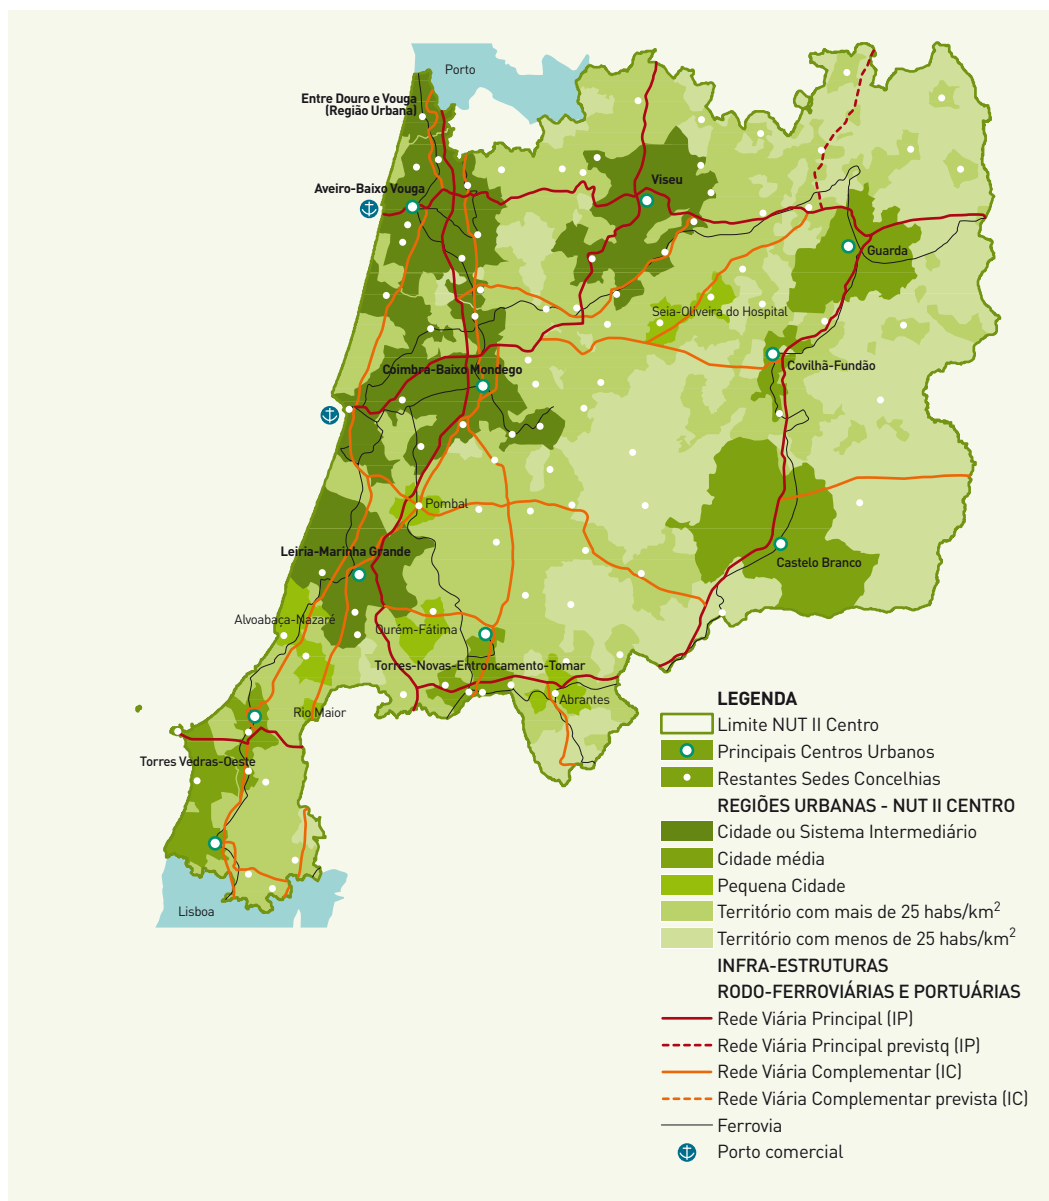 Porto
Entre Douro e Vouga
(Região Urbana)
Aveiro-Baixo Vouga
Viseu
Guarda
Seia-Oliveira do Hospital
Covilhã-Fundão
Coimbra-Baixo Mondego
Pombal
Leiria-Marinha Grande
Castelo Branco
Alvoabaça-Nazaré
Ourém-Fátima
Torres-Novas-Entroncamento-Tomar
Abrantes
Rio Maior
Torres Vedras-Oeste
Lisboa
LEGENDA
Limite NUT II Centro
Principais Centros Urbanos
Restantes Sedes Concelhias
REGIÕES URBANAS - NUT II CENTRO
Cidade ou Sistema Intermediário
Cidade média
Pequena Cidade
Território com mais de 25 habs/km²
Território com menos de 25 habs/km²
INFRA-ESTRUTURAS
RODO-FERROVIÁRIAS E PORTUÁRIAS
Rede Viária Principal (IP)
Rede Viária Principal previstq (IP)
Rede Viária Complementar (IC)
Rede Viária Complementar prevista (IC)
Ferrovia
Porto comercial